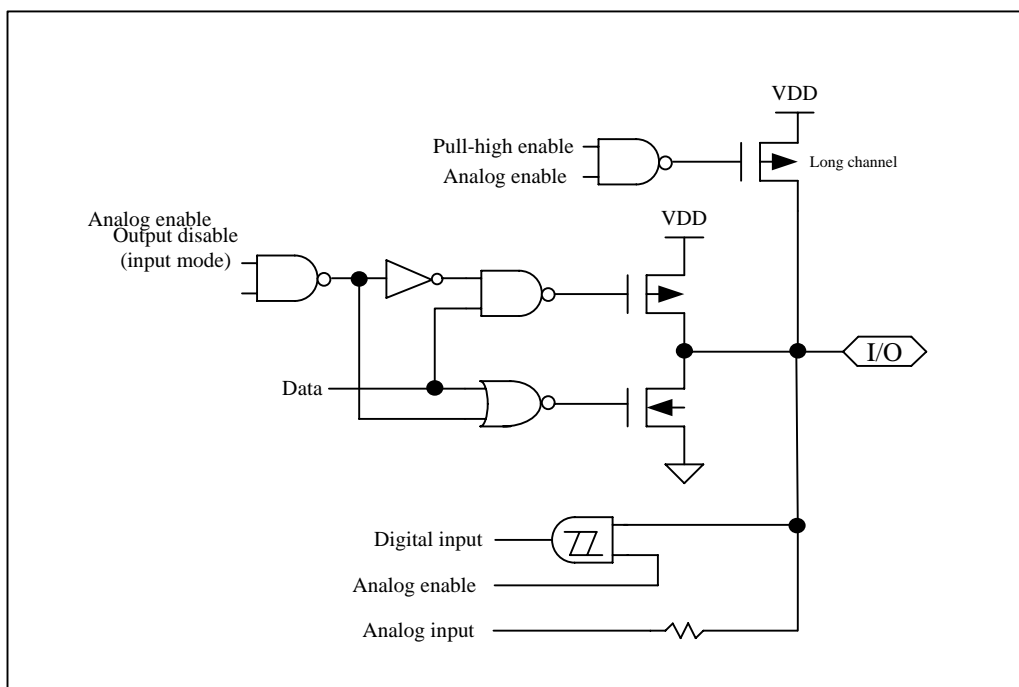 VDD
Pull-high enable
Analog enable
Long channel
VDD
Analog enable
Output disable
(input mode)
I/O
Data
Digital input
Analog enable
Analog input